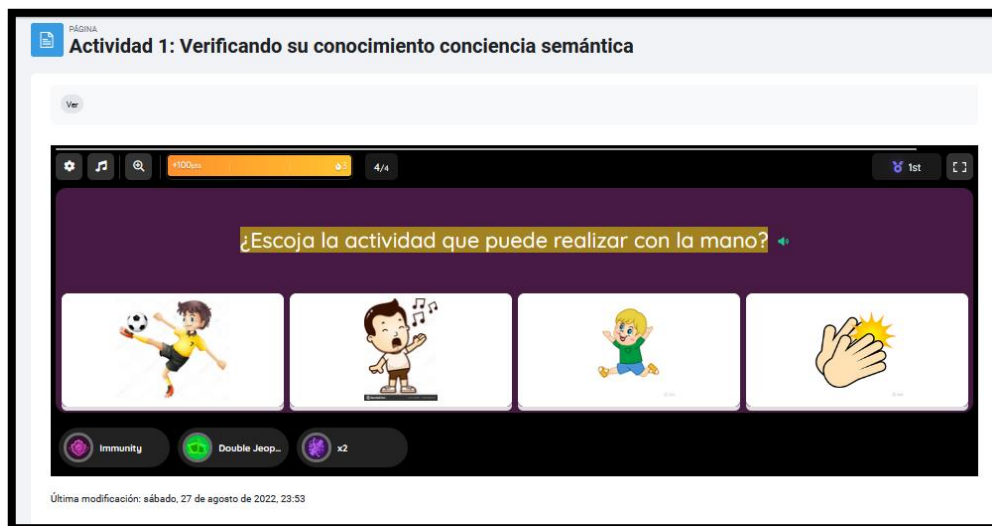 PÁGINA
Actividad 1: Verificando su conocimiento conciencia semántica
Ver
+100pts
4/4
1st
¿Escoja la actividad que puede realizar con la mano?
Immunity
Double Jeop...
x2
Última modificación: sábado, 27 de agosto de 2022, 23:53